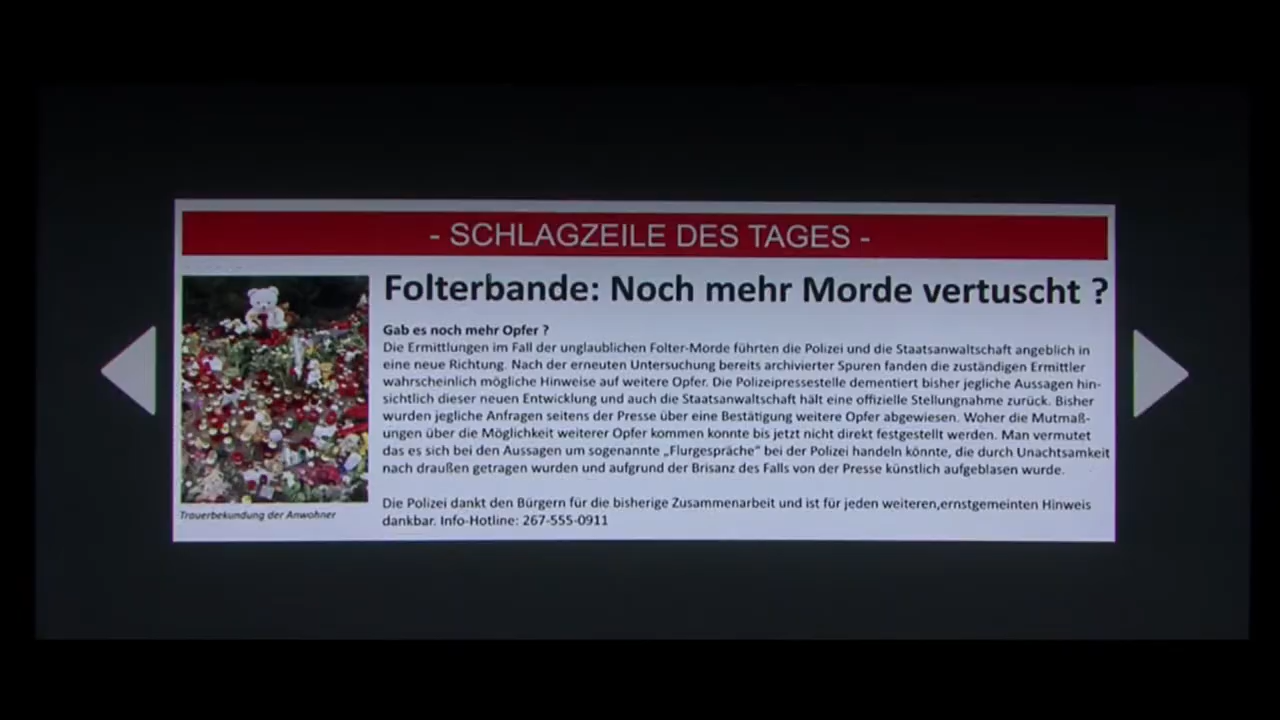 - SCHLAGZEILE DES TAGES -
Folterbande: Noch mehr Morde vertuscht ?
Gab es noch mehr Opfer ?
Die Ermittlungen im Fall der unglaublichen Folter-Morde führten die Polizei und die Staatsanwaltschaft angeblich in
eine neue Richtung. Nach der erneuten Untersuchung bereits archivierter Spuren fanden die zuständigen Ermittler
wahrscheinlich mögliche Hinweise auf weitere Opfer. Die Polizeipressestelle dementiert bisher jegliche Aussagen hin-
sichtlich dieser neuen Entwicklung und auch die Staatsanwaltschaft hält eine offizielle Stellungnahme zurück. Bisher
wurden jegliche Anfragen seitens der Presse über eine Bestätigung weitere Opfer abgewiesen. Woher die Mutmaß-
ungen über die Möglichkeit weiterer Opfer kommen konnte bis jetzt nicht direkt festgestellt werden. Man vermutet
das es sich bei den Aussagen um sogenannte „Flurgespräche“ bei der Polizei handeln könnte, die durch Unachtsamkeit
nach draußen getragen wurden und aufgrund der Brisanz des Falls von der Presse künstlich aufgeblasen wurde.
Die Polizei dankt den Bürgern für die bisherige Zusammenarbeit und ist für jeden weiteren,ernstgemeinten Hinweis
dankbar. Info-Hotline: 267-555-0911
Trauerbekundung der Anwohner